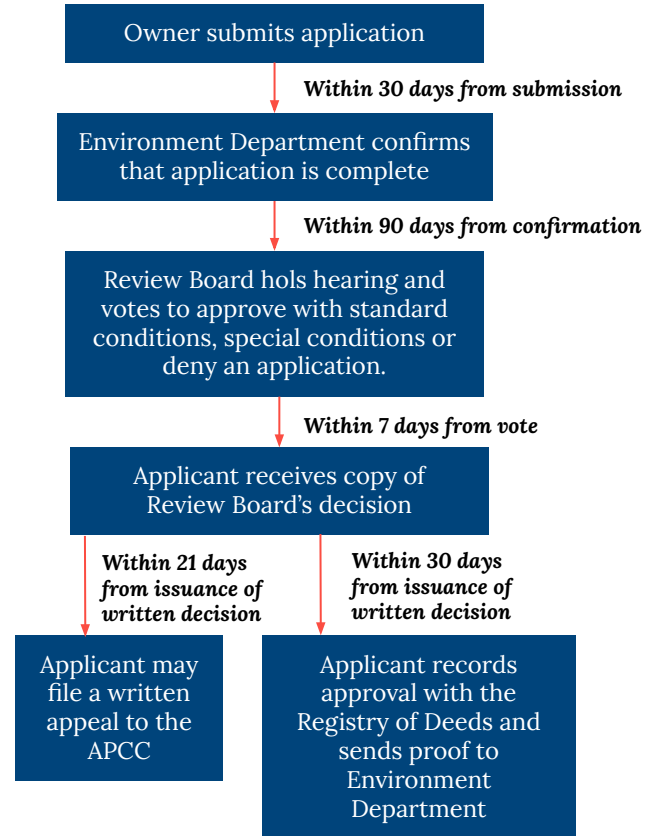 Owner submits application
Within 30 days from submission
Environment Department confirms
that application is complete
Within 90 days from confirmation
Review Board hols hearing and
votes to approve with standard
conditions, special conditions or
deny an application.
Within 7 days from vote
Applicant receives copy of
Review Board's decision
Within 21 days
from issuance of
written decision
Within 30 days
from issuance of
written decision
Applicant may
file a written
appeal to the
APCC
Applicant records
approval with the
Registry of Deeds and
sends proof to
Environment
Department